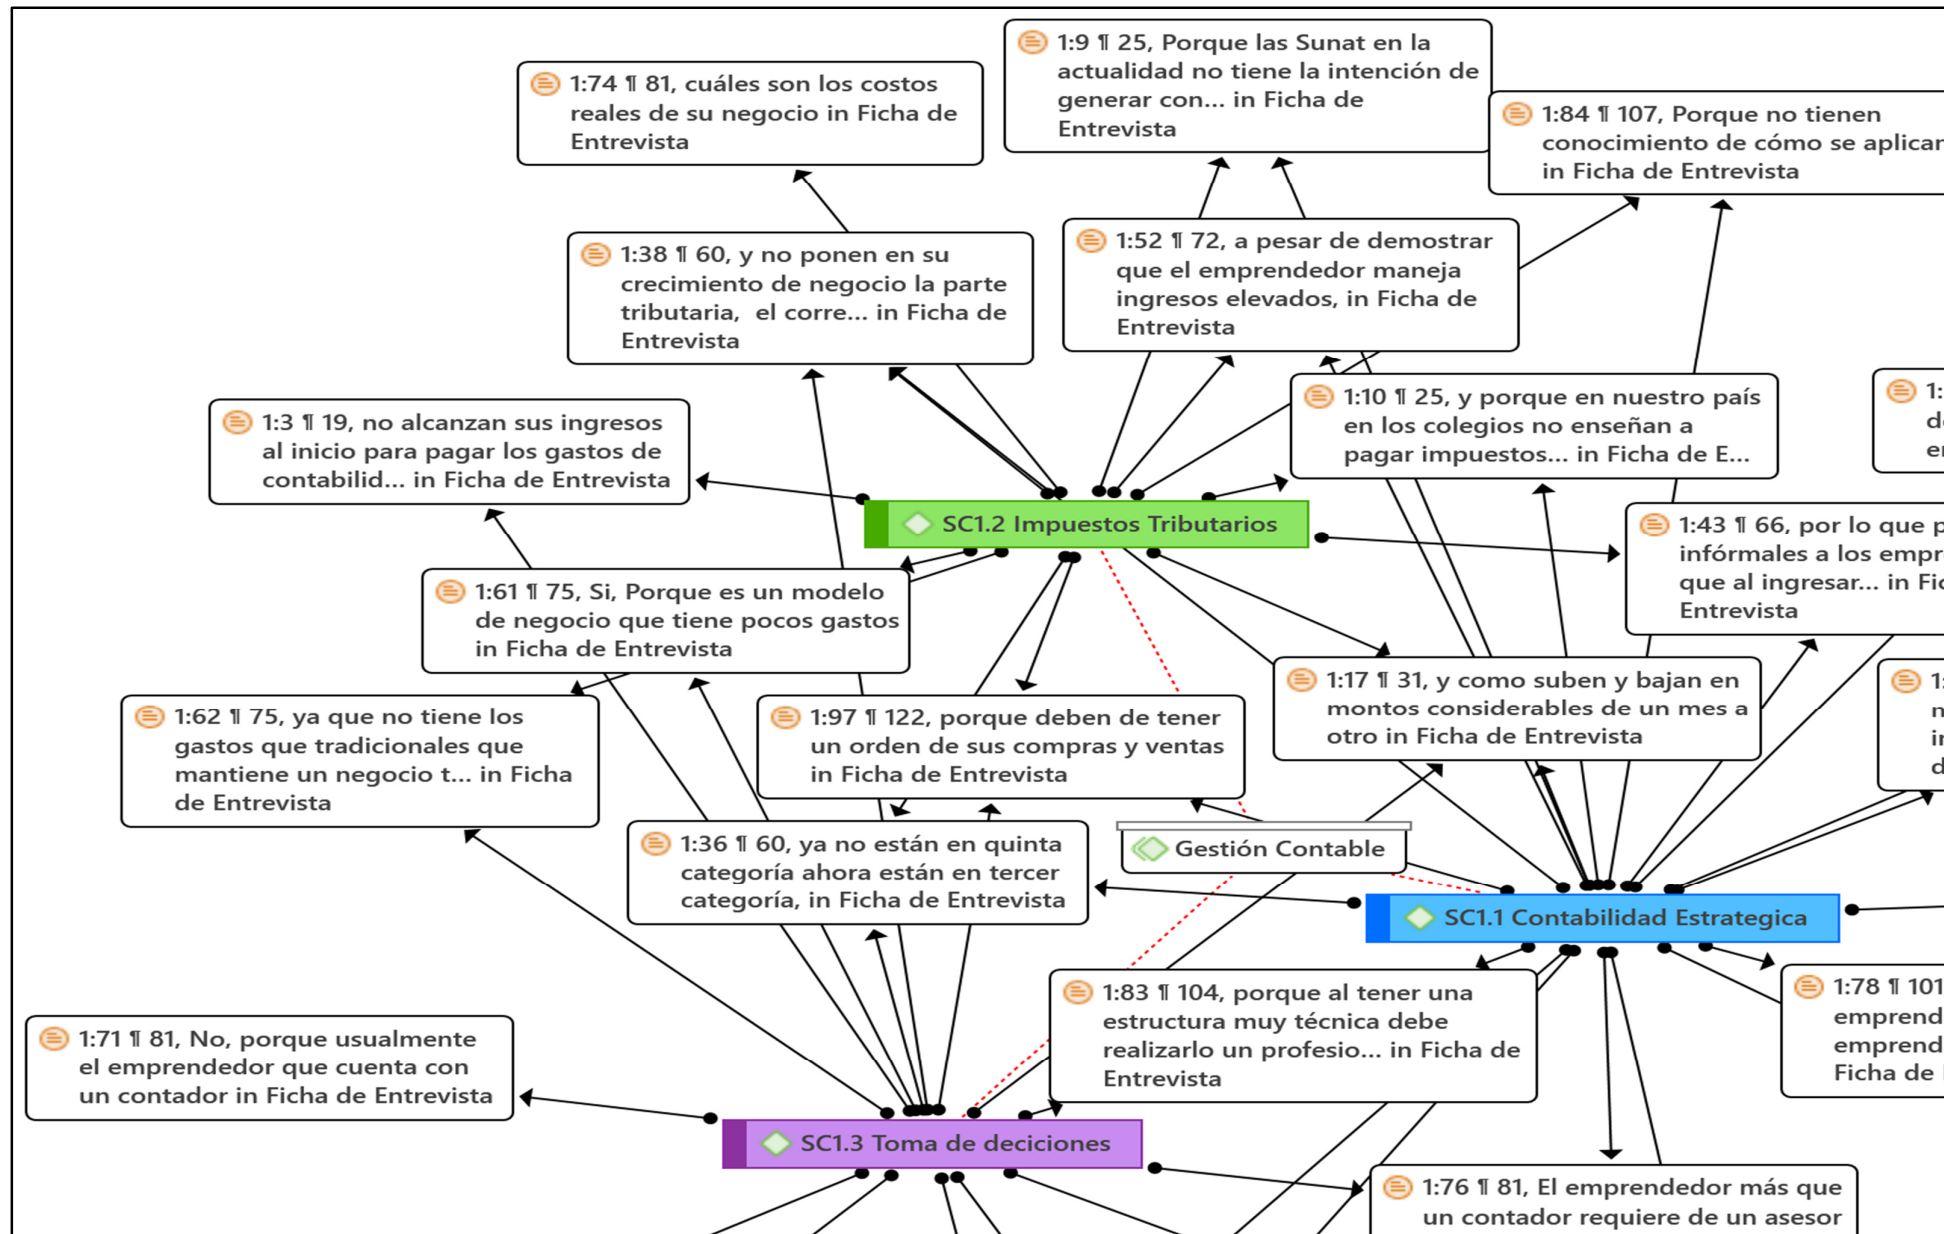 1:9 ¶ 25, Porque las Sunat en la
actualidad no tiene la intención de
generar con... in Ficha de
Entrevista
1:74 ¶ 81, cuáles son los costos
reales de su negocio in Ficha de
Entrevista
1:84 ¶ 107, Porque no tienen
conocimiento de cómo se aplican
in Ficha de Entrevista
1:38 ¶ 60, y no ponen en su
crecimiento de negocio la parte
tributaria, el corre... in Ficha de
Entrevista
1:52 ¶ 72, a pesar de demostrar
que el emprendedor maneja
ingresos elevados, in Ficha de
Entrevista
1:3 ¶ 19, no alcanzan sus ingresos
al inicio para pagar los gastos de
contabilid... in Ficha de Entrevista
1:10 ¶ 25, y porque en nuestro país
en los colegios no enseñan a
pagar impuestos... in Ficha de E...
1:
SC1.2 Impuestos Tributarios
1:43 ¶ 66, por lo que
infórmales a los
que al ingresar... in
Entrevista
1:61 ¶ 75, Si, Porque es un modelo
de negocio que tiene pocos gastos
in Ficha de Entrevista
1:62 ¶ 75, ya que no tiene los
gastos que tradicionales que
mantiene un negocio t... in Ficha
de Entrevista
1:97 ¶ 122, porque deben de tener
un orden de sus compras y ventas
in Ficha de Entrevista
1:17 ¶ 31, y como suben y bajan en
montos considerables de un mes a
otro in Ficha de Entrevista
1:36 ¶ 60, ya no están en quinta
categoría ahora están en tercer
categoría, in Ficha de Entrevista
Gestión Contable
SC1.1 Contabilidad Estrategica
1:83 ¶ 104, porque al tener una
estructura muy técnica debe
realizarlo un profesio... in Ficha de
Entrevista
1:78 ¶ 101
emprend
emprend
Ficha de
1:71 ¶ 81, No, porque usualmente
el emprendedor que cuenta con
un contador in Ficha de Entrevista
SC1.3 Toma de deciciones
1:76 ¶ 81, El emprendedor más que
un contador requiere de un asesor